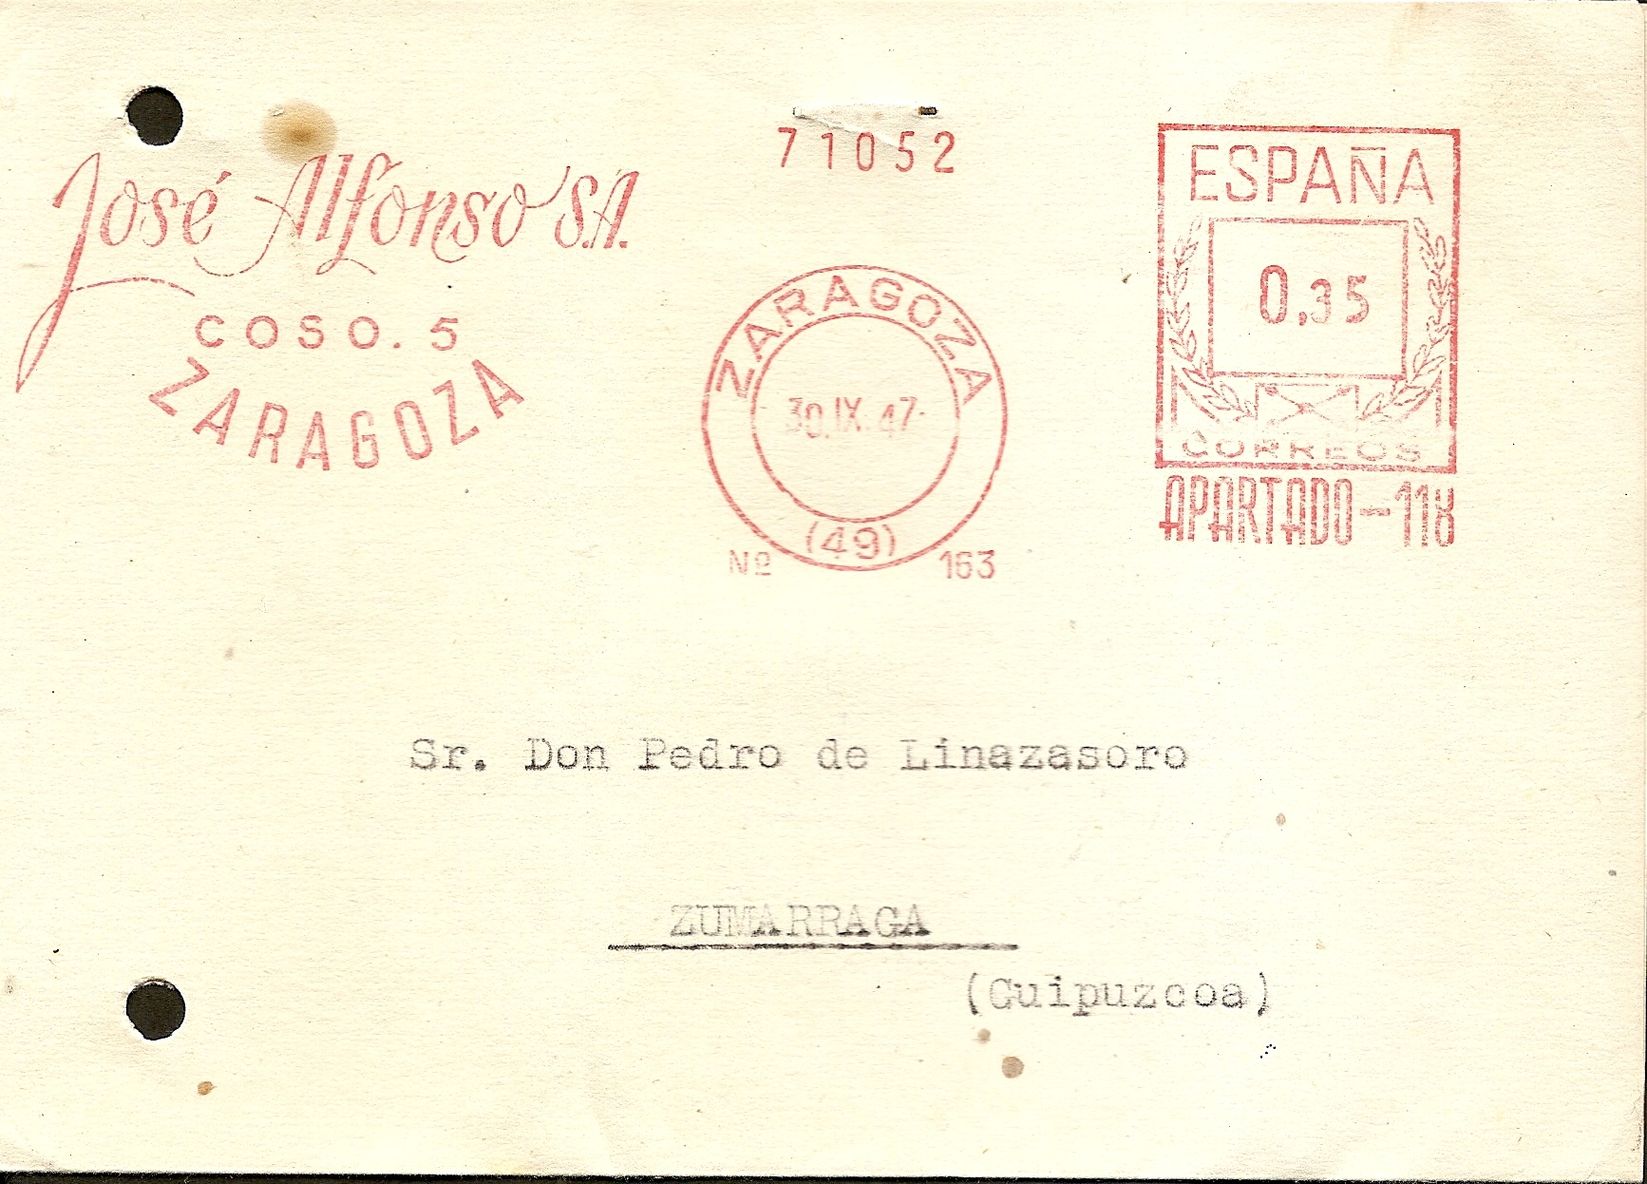 José Alfonso S.A.
COSO. 5
ZARAGOZA
71052
ZARAGOZA
30.IX.47
(49)
Nº 163
ESPAÑA
0,35
CORREOS
APARTADO-118
Sr. Don Pedro de Linazasoro
ZUMARRAGA
(Guipuzcoa)